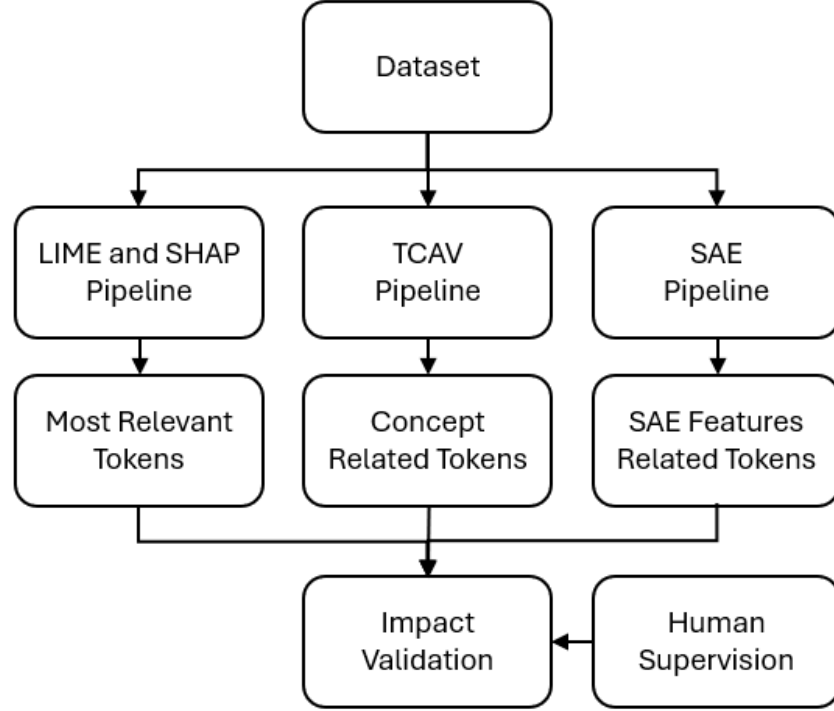 Dataset
LIME and SHAP
Pipeline
TCAV
Pipeline
SAE
Pipeline
Most Relevant
Tokens
Concept
Related Tokens
SAE Features
Related Tokens
Impact
Validation
Human
Supervision